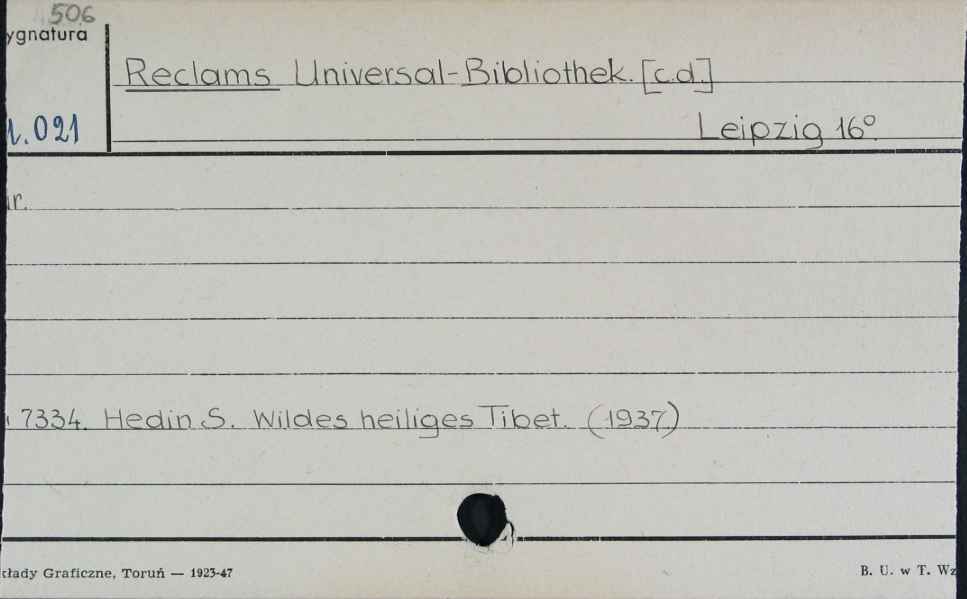 506
ygnatura
Reclams Universal-Bibliothek. [c.d.]
1.021
Leipzig 16°
r.
7334. Hedin S. Wildes heiliges Tibet. (1937)
kłady Graficzne, Toruń — 1923-47
B. U. w T. Wz